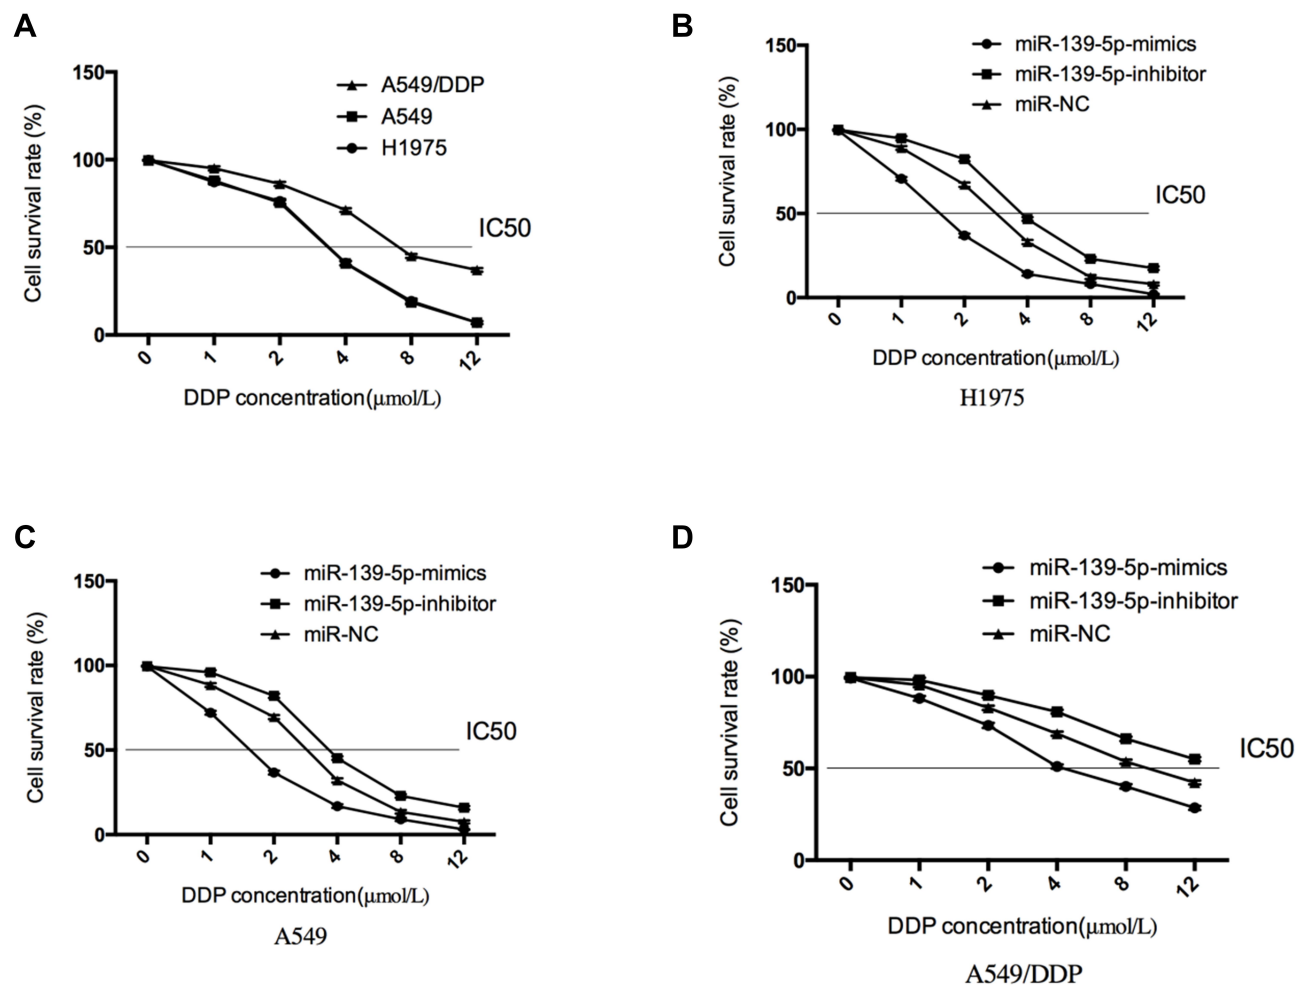 A
150
100
50
0
Cell survival rate (%)
A549/DDP
A549
H1975
IC50
0 1 2 4 8 12
DDP concentration(μmol/L)
B
150
100
50
0
Cell survival rate (%)
miR-139-5p-mimics
miR-139-5p-inhibitor
miR-NC
IC50
0 1 2 4 8 12
DDP concentration(μmol/L)
H1975
C
150
100
50
0
Cell survival rate (%)
miR-139-5p-mimics
miR-139-5p-inhibitor
miR-NC
IC50
0 1 2 4 8 12
DDP concentration(μmol/L)
A549
D
150
100
50
0
Cell survival rate (%)
miR-139-5p-mimics
miR-139-5p-inhibitor
miR-NC
IC50
0 1 2 4 8 12
DDP concentration(μmol/L)
A549/DDP